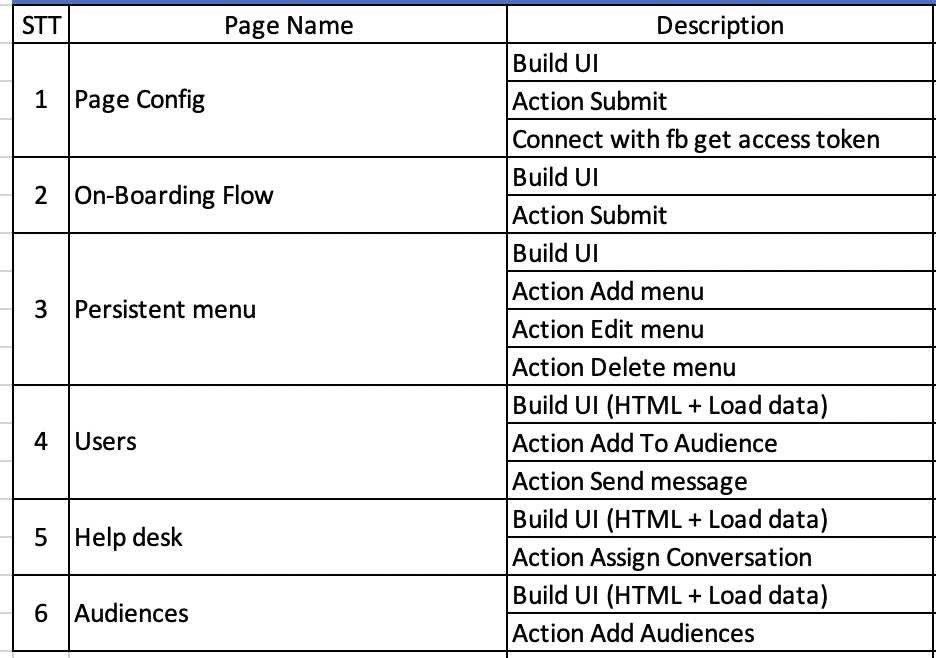 STT Page Name Description
Build UI
1 Page Config Action Submit
Connect with fb get access token
2 On-Boarding Flow Build UI
Action Submit
3 Persistent menu Build UI
Action Add menu
Action Edit menu
Action Delete menu
4 Users Build UI (HTML + Load data)
Action Add To Audience
Action Send message
5 Help desk Build UI (HTML + Load data)
Action Assign Conversation
6 Audiences Build UI (HTML + Load data)
Action Add Audiences